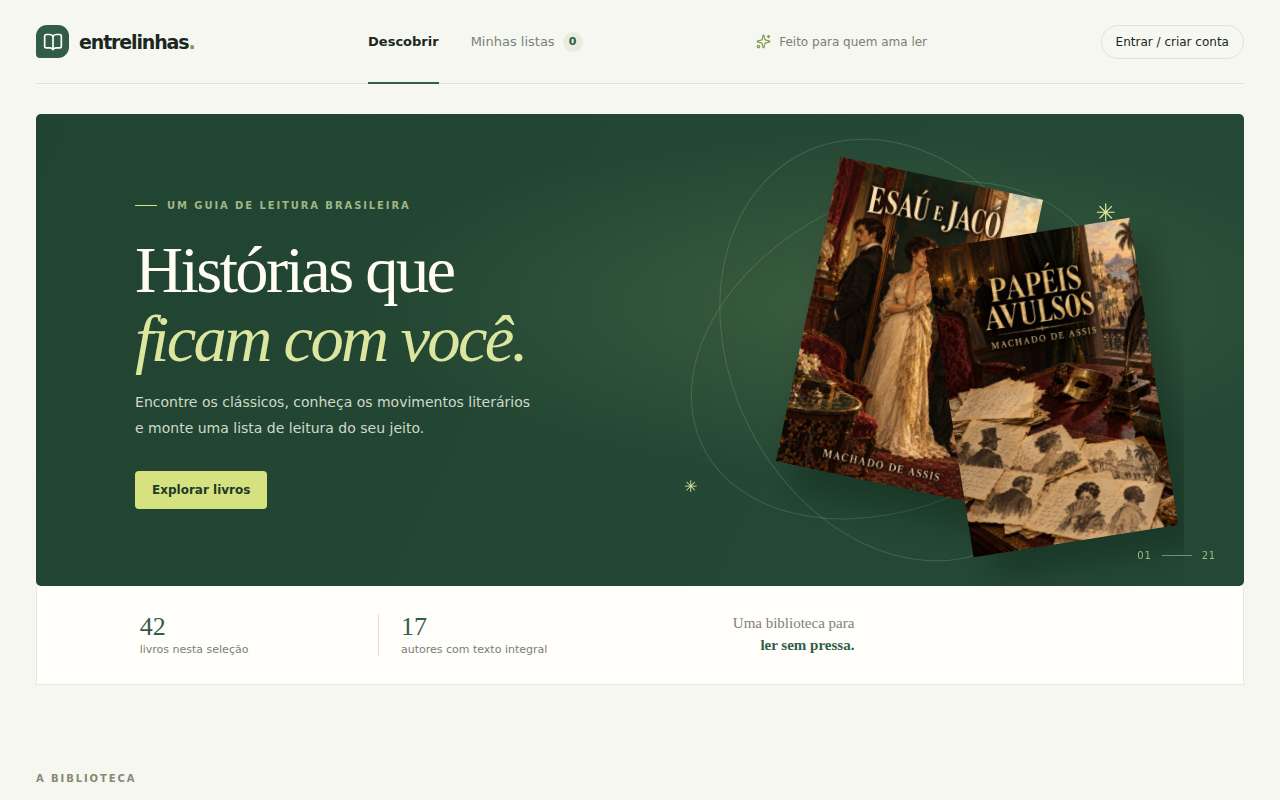 entrelinhas.
Descobrir
Minhas listas 0
Feito para quem ama ler
Entrar / criar conta
UM GUIA DE LEITURA BRASILEIRA
Histórias que
ficam com você.
Encontre os clássicos, conheça os movimentos literários
e monte uma lista de leitura do seu jeito.
Explorar livros
ESAÚ E JACÓ
MACHADO DE ASSIS
PAPÉIS
AVULSOS
MACHADO DE ASSIS
01 21
42
livros nesta seleção
17
autores com texto integral
Uma biblioteca para
ler sem pressa.
A BIBLIOTECA